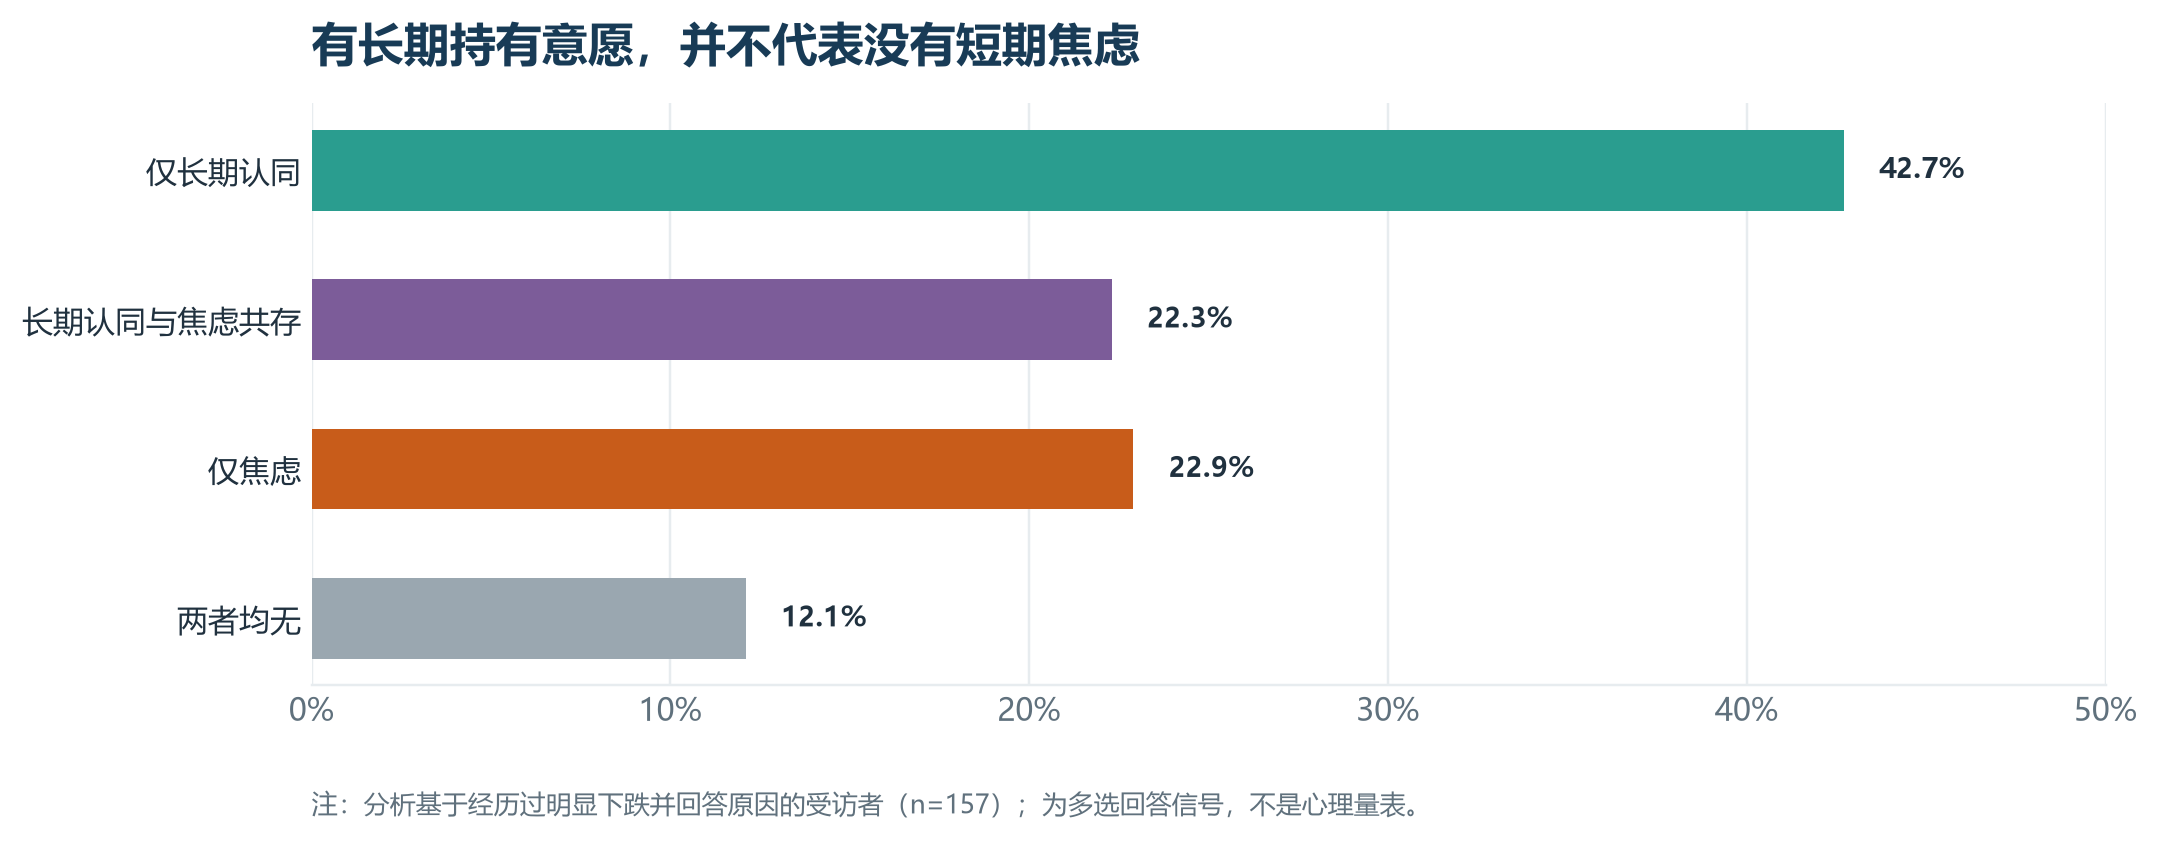 有长期持有意愿，并不代表没有短期焦虑
仅长期认同
42.7%
长期认同与焦虑共存
22.3%
仅焦虑
22.9%
两者均无
12.1%
0% 10% 20% 30% 40% 50%
注：分析基于经历过明显下跌并回答原因的受访者（n=157）；为多选回答信号，不是心理量表。